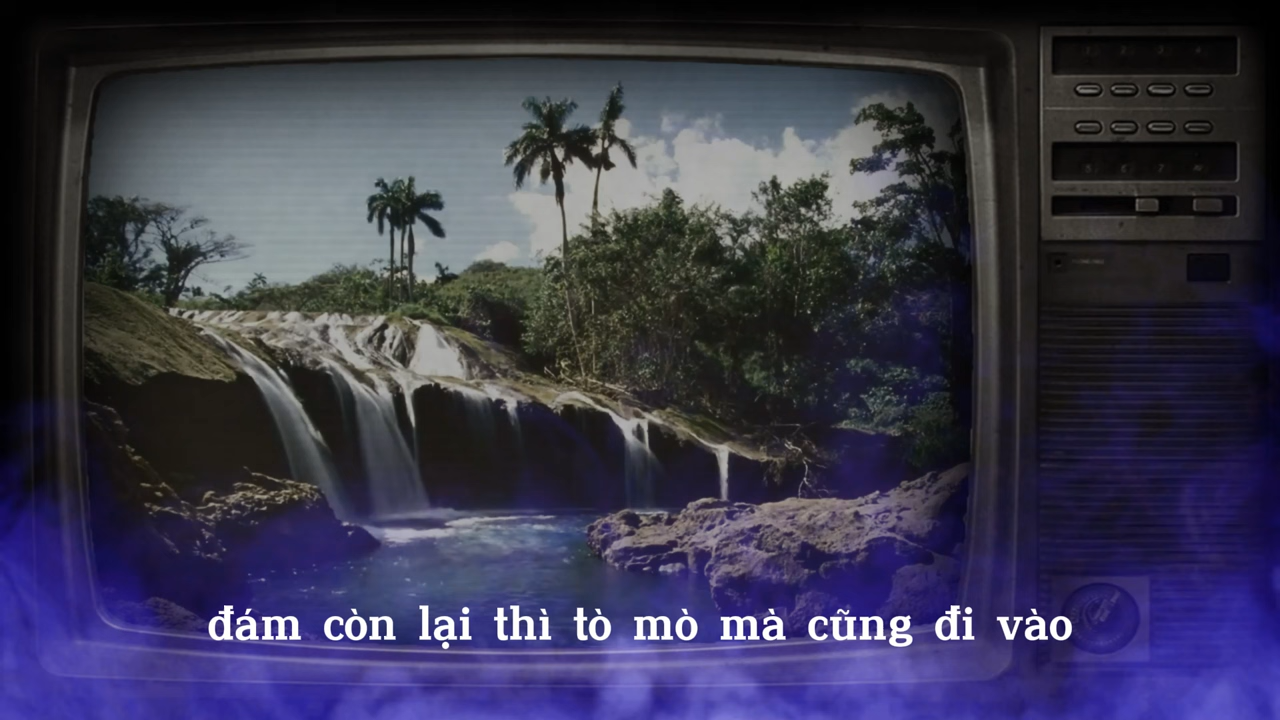 đám còn lại thì tò mò mà cũng đi vào